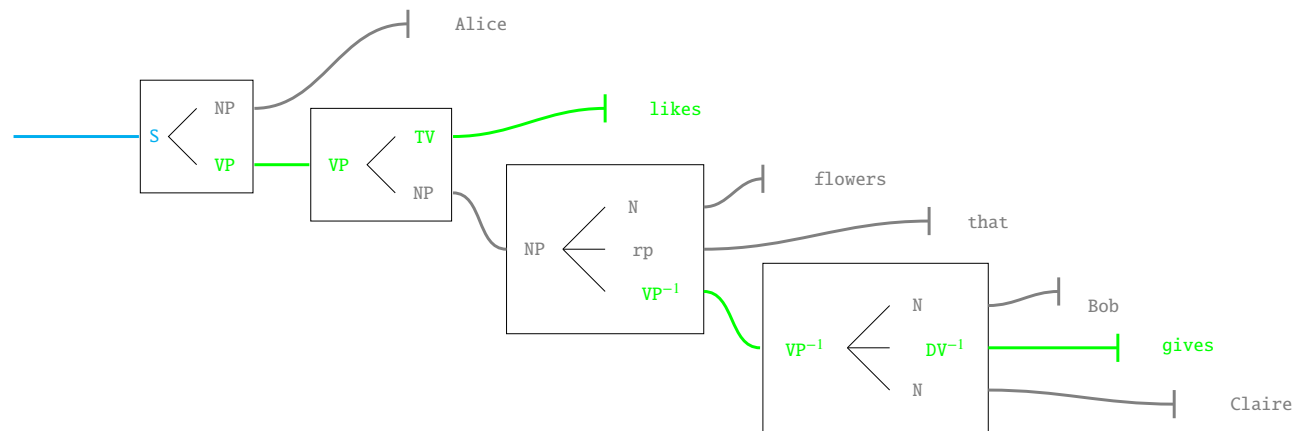 Alice
NP
S
VP
likes
TV
VP
NP
flowers
N
that
NP
rp
VP⁻¹
N
Bob
VP⁻¹
DV⁻¹
gives
N
Claire